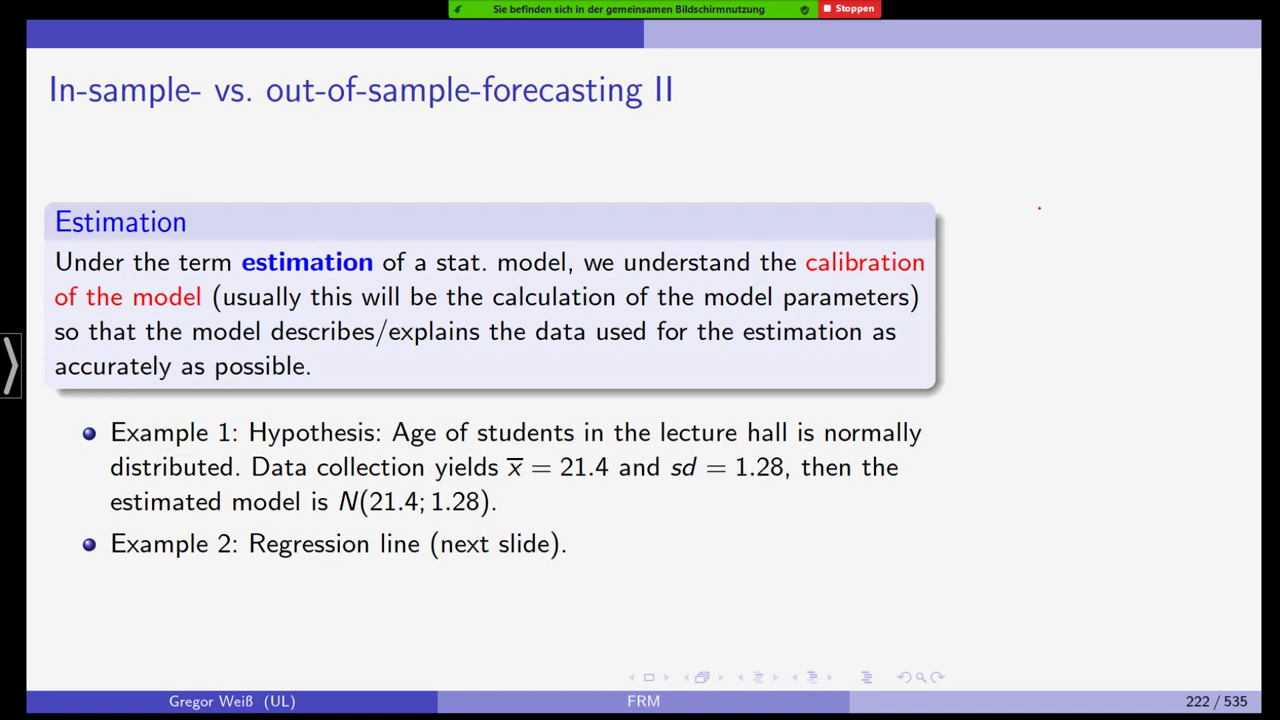 Sie befinden sich in der gemeinsamen Bildschirmnutzung
Stoppen
In-sample- vs. out-of-sample-forecasting II
Estimation
Under the term estimation of a stat. model, we understand the calibration
of the model (usually this will be the calculation of the model parameters)
so that the model describes/explains the data used for the estimation as
accurately as possible.
Example 1: Hypothesis: Age of students in the lecture hall is normally
distributed. Data collection yields x̅ = 21.4 and sd = 1.28, then the
estimated model is N(21.4; 1.28).
Example 2: Regression line (next slide).
Gregor Weiß (UL)
FRM
222 / 535